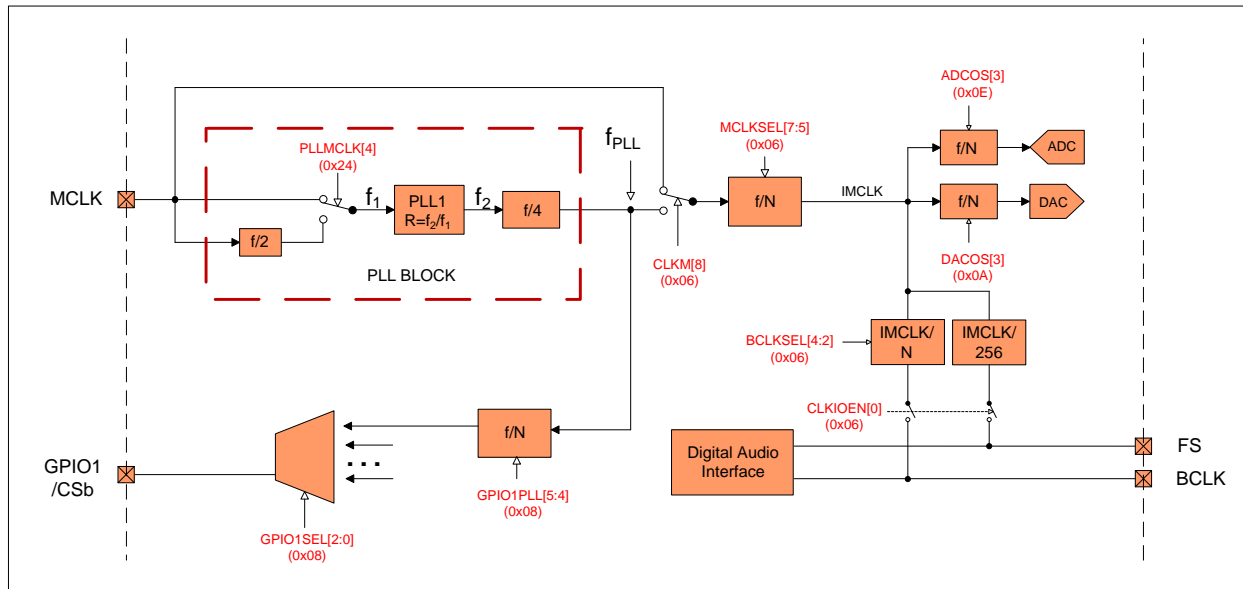 ADCOS[3]
(0x0E)
f/N
ADC
MCLKSEL[7:5]
(0x06)
f/N
IMCLK
f/N
DAC
DACOS[3]
(0x0A)
fPLL
PLLMCLK[4]
(0x24)
MCLK
f1
PLL1
R=f2/f1
f2
f/4
f/2
PLL BLOCK
CLKM[8]
(0x06)
BCLKSEL[4:2]
(0x06)
IMCLK/
N
IMCLK/
256
CLKIOEN[0]
(0x06)
GPIO1
/CSb
f/N
. . .
GPIO1PLL[5:4]
(0x08)
GPIO1SEL[2:0]
(0x08)
Digital Audio
Interface
FS
BCLK